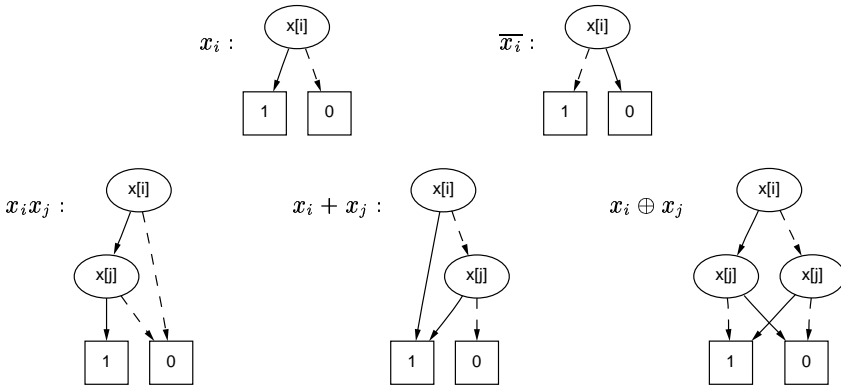 x_i : x[i] \overline{x_i} : x[i]
1 0 1 0
x_i x_j : x[i] x_i + x_j : x[i] x_i ⊕ x_j x[i]
x[j] x[j] x[j] x[j]
1 0 1 0 1 0